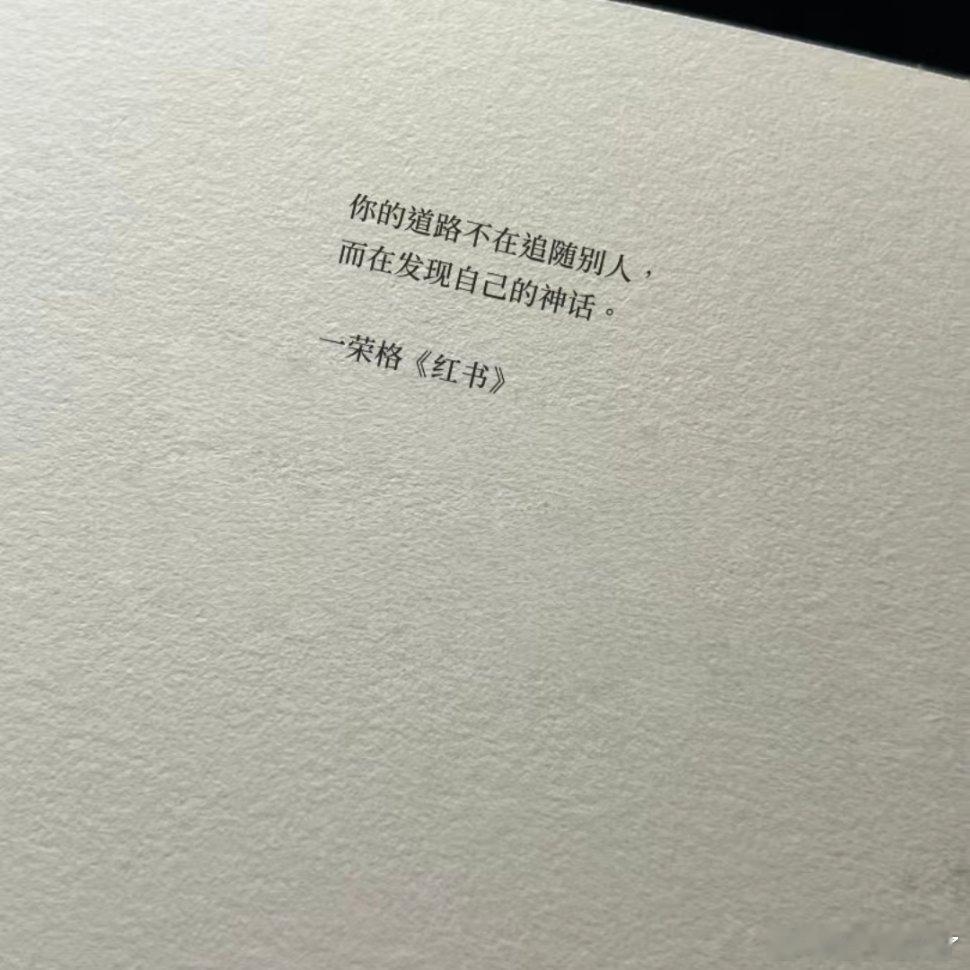 你的道路不在追随别人，
而在发现自己的神话。
一荣格《红书》